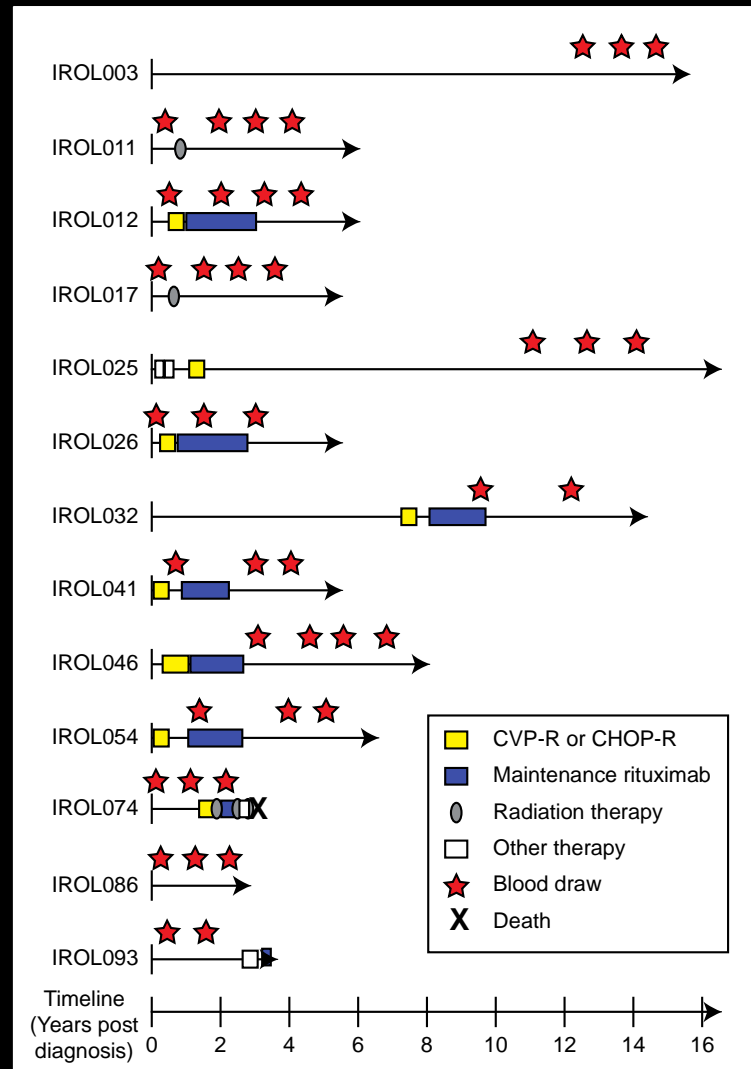 IROL003
IROL011
IROL012
IROL017
IROL025
IROL026
IROL032
IROL041
IROL046
IROL054
IROL074
IROL086
IROL093
CVP-R or CHOP-R
Maintenance rituximab
Radiation therapy
Other therapy
Blood draw
X Death
Timeline
(Years post
diagnosis)
0 2 4 6 8 10 12 14 16